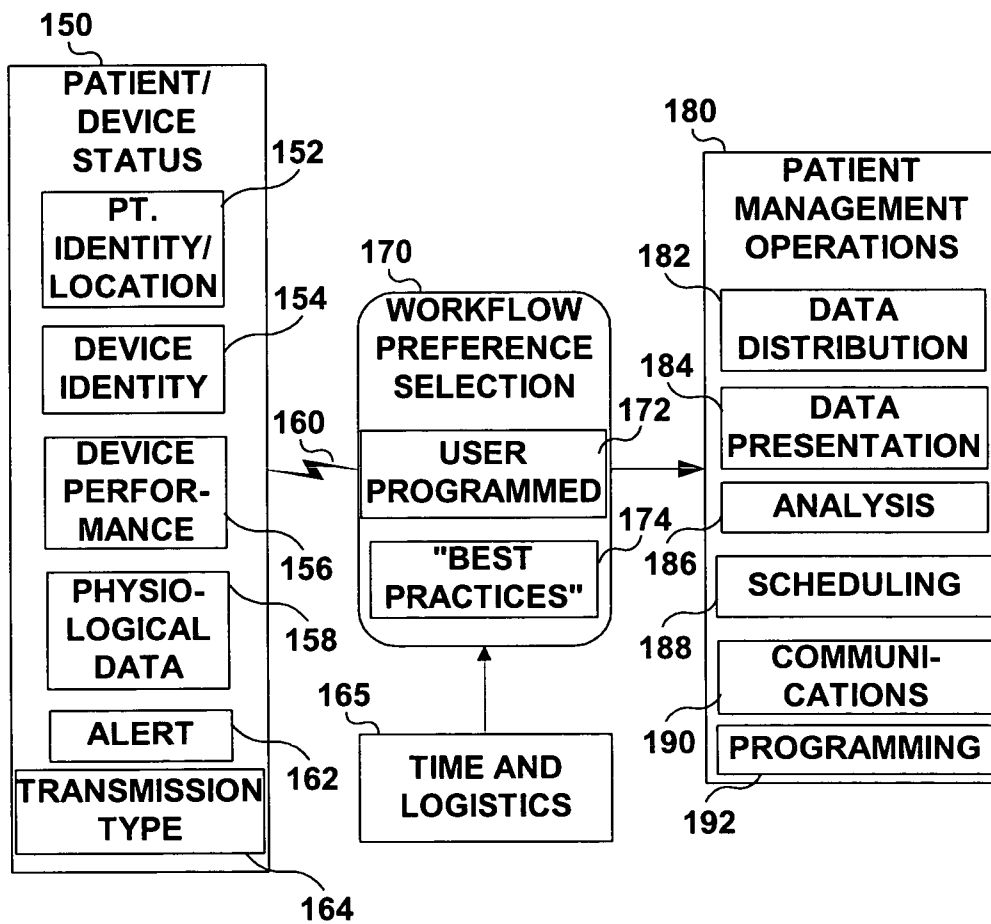 150
PATIENT/
DEVICE
STATUS
152
PT.
IDENTITY/
LOCATION
154
DEVICE
IDENTITY
DEVICE
PERFOR-
MANCE
156
PHYSIO-
LOGICAL
DATA
158
ALERT
162
TRANSMISSION
TYPE
164
160
170
WORKFLOW
PREFERENCE
SELECTION
172
USER
PROGRAMMED
174
"BEST
PRACTICES"
165
TIME AND
LOGISTICS
180
PATIENT
MANAGEMENT
OPERATIONS
182
DATA
DISTRIBUTION
184
DATA
PRESENTATION
ANALYSIS
186
SCHEDULING
188
COMMUNI-
CATIONS
190
PROGRAMMING
192